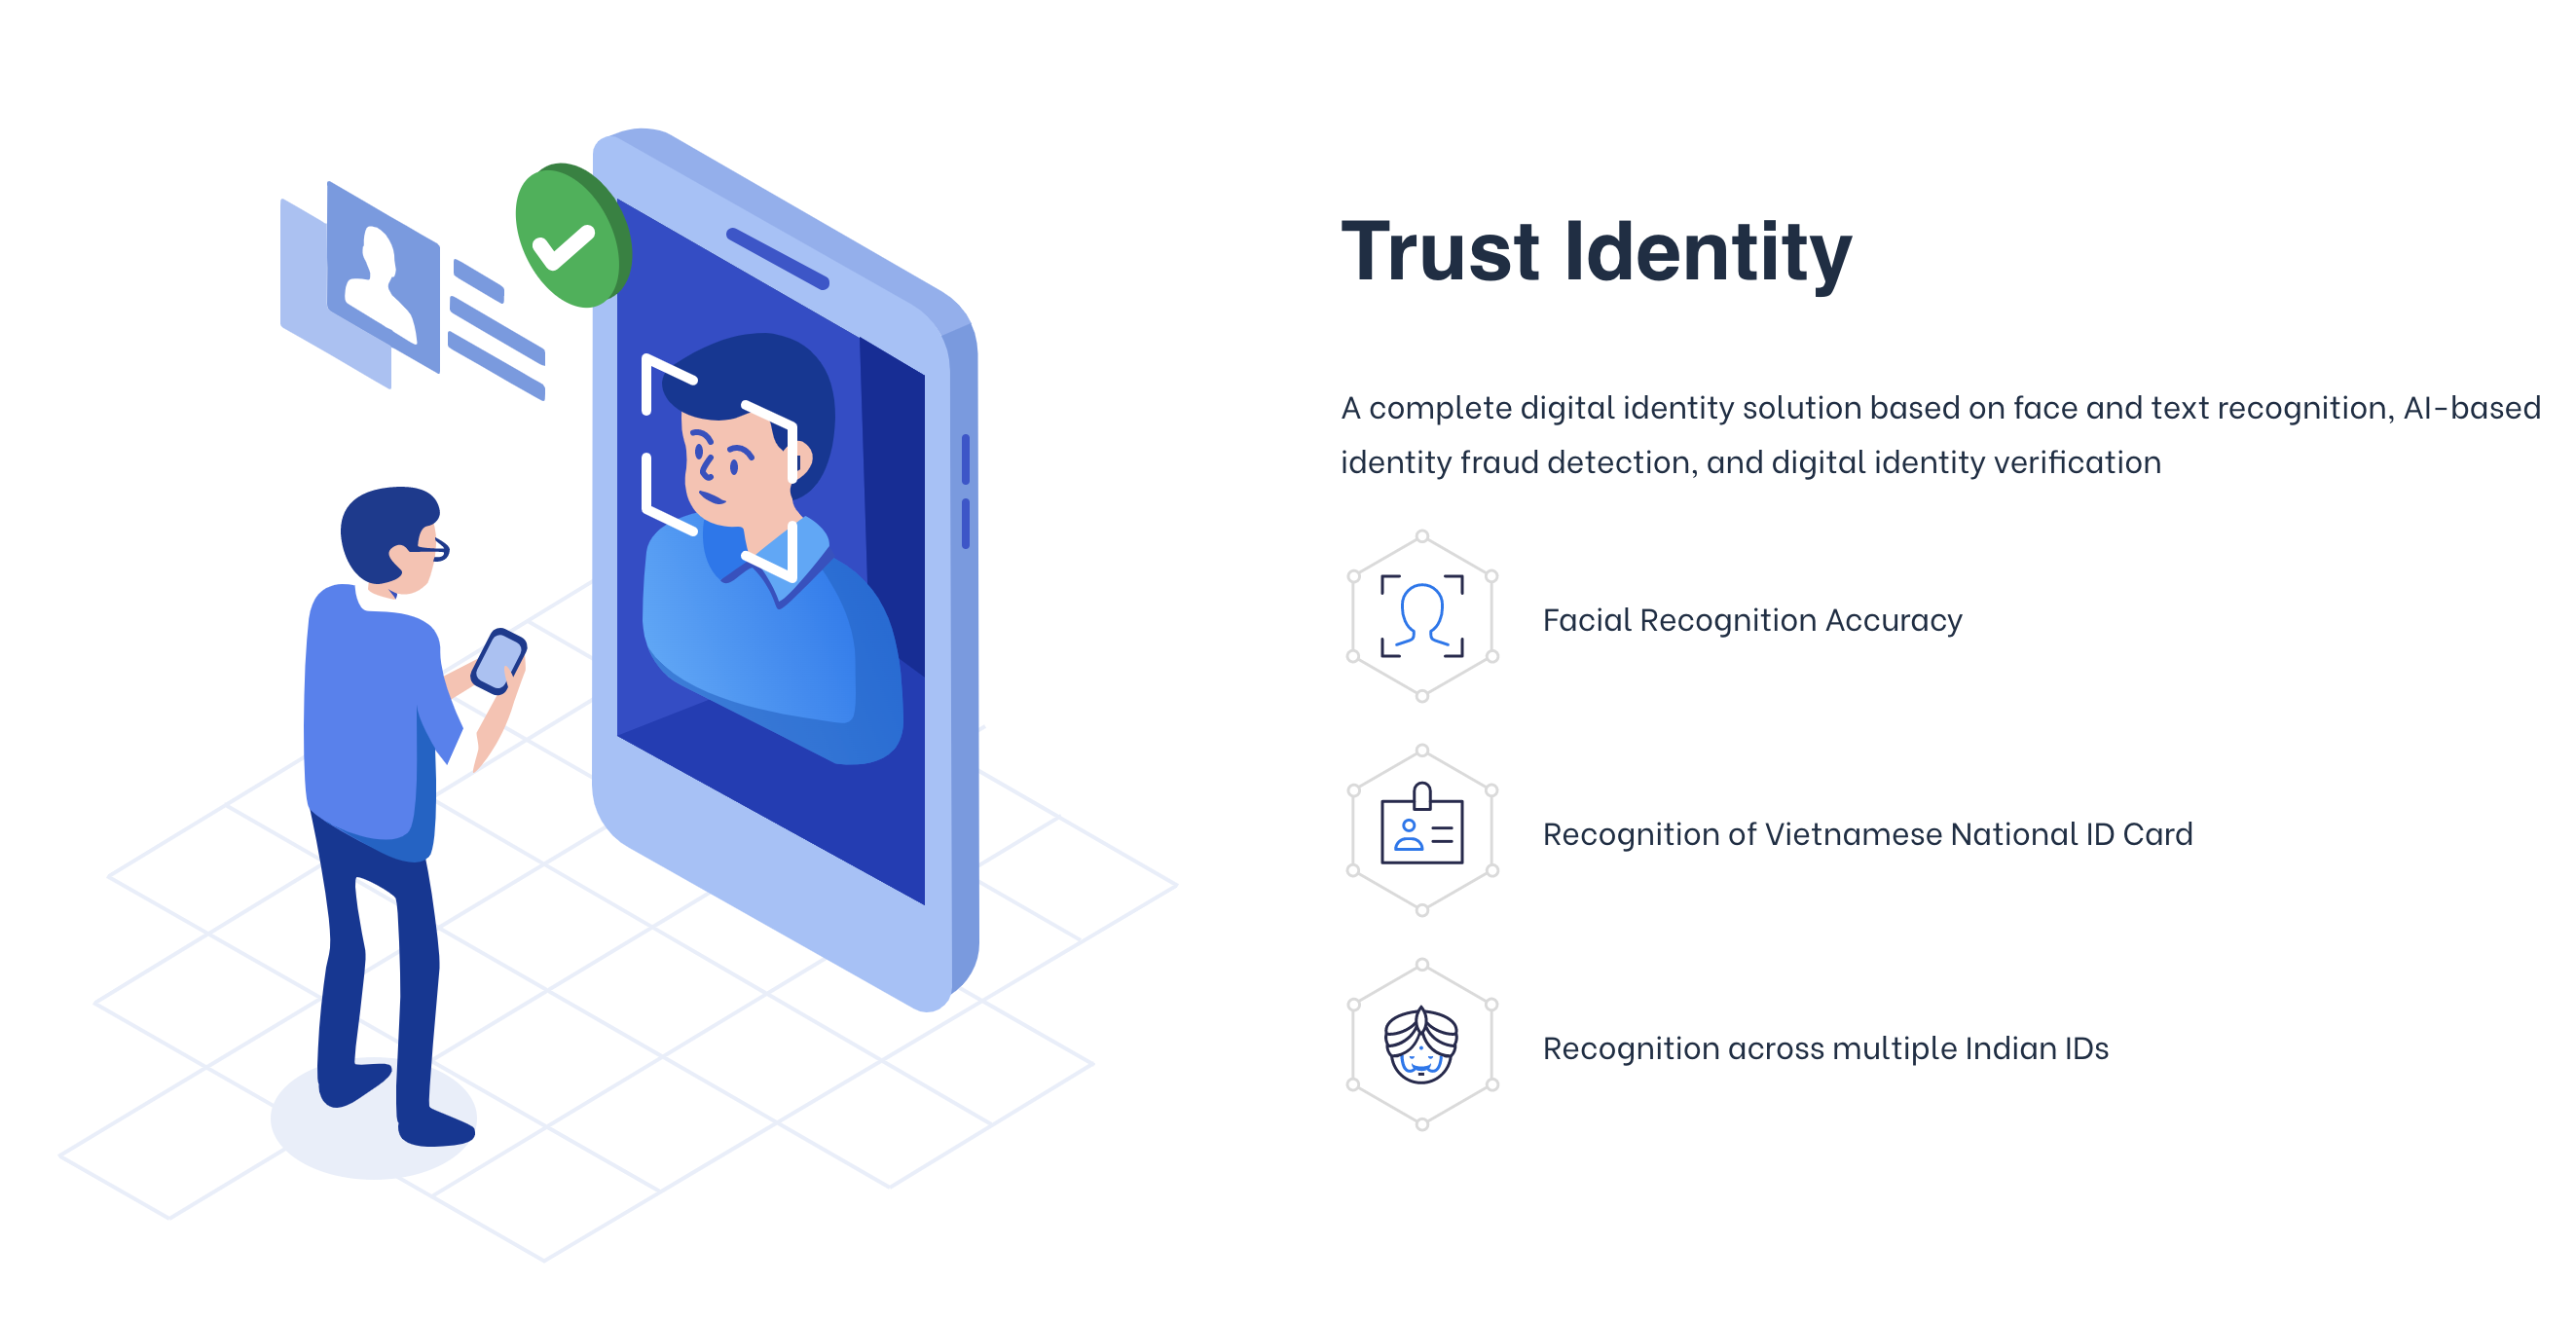 Trust Identity
A complete digital identity solution based on face and text recognition, AI-based
identity fraud detection, and digital identity verification
Facial Recognition Accuracy
Recognition of Vietnamese National ID Card
Recognition across multiple Indian IDs